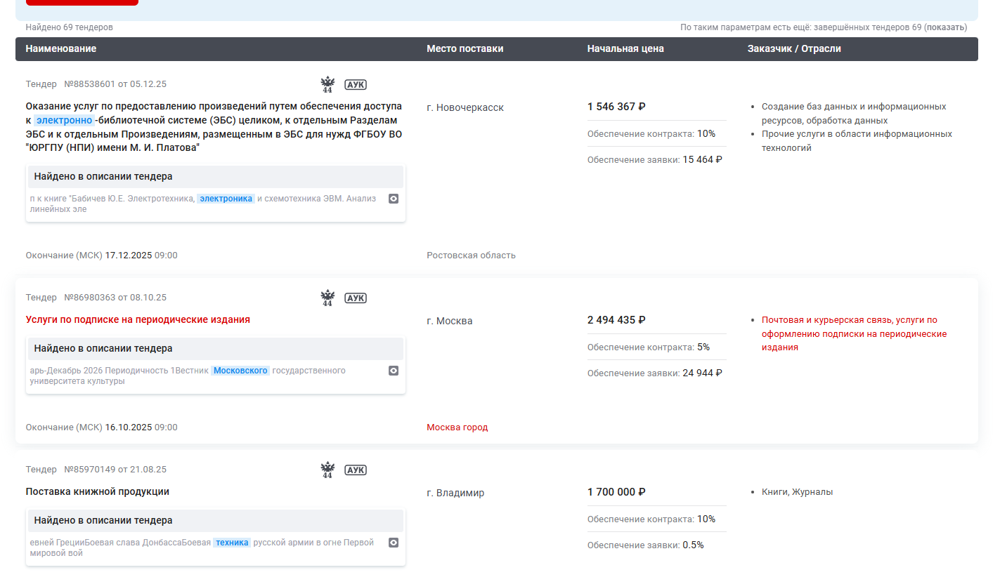 Найдено 69 тендеров
По таким параметрам есть ещё: завершённых тендеров 69 (показать)
Наименование
Место поставки
Начальная цена
Заказчик / Отрасли
Тендер №88538601 от 05.12.25
44
АУК
Оказание услуг по предоставлению произведений путем обеспечения доступа
к электронно-библиотечной системе (ЭБС) целиком, к отдельным Разделам
ЭБС и к отдельным Произведениям, размещенным в ЭБС для нужд ФГБОУ ВО
"ЮРГПУ (НПИ) имени М. И. Платова"
Найдено в описании тендера
п к книге "Бабичев Ю.Е. Электротехника, электроника и схемотехника ЭВМ. Анализ
линейных эле
Окончание (МСК) 17.12.2025 09:00
г. Новочеркасск
Ростовская область
1 546 367 ₽
Обеспечение контракта: 10%
Обеспечение заявки: 15 464 ₽
• Создание баз данных и информационных
ресурсов, обработка данных
• Прочие услуги в области информационных
технологий
Тендер №86980363 от 08.10.25
44
АУК
Услуги по подписке на периодические издания
Найдено в описании тендера
арь-Декабрь 2026 Периодичность 1Вестник Московского государственного
университета культуры
Окончание (МСК) 16.10.2025 09:00
г. Москва
Москва город
2 494 435 ₽
Обеспечение контракта: 5%
Обеспечение заявки: 24 944 ₽
• Почтовая и курьерская связь, услуги по
оформлению подписки на периодические
издания
Тендер №85970149 от 21.08.25
44
АУК
Поставка книжной продукции
Найдено в описании тендера
евней ГрецииБоевая слава ДонбассаБоевая техника русской армии в огне Первой
мировой вой
г. Владимир
1 700 000 ₽
Обеспечение контракта: 10%
Обеспечение заявки: 0.5%
• Книги, Журналы